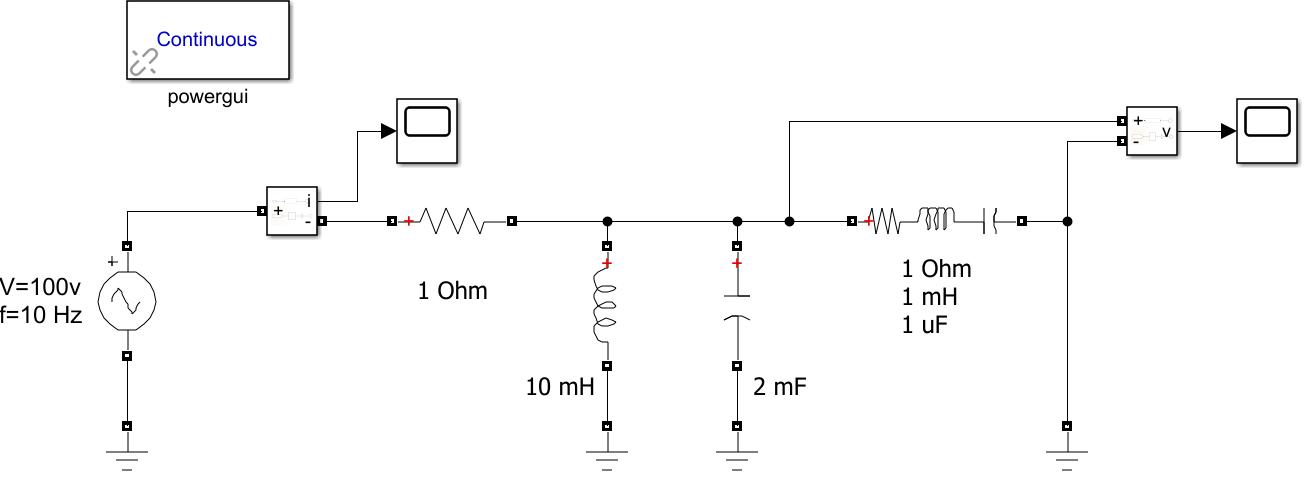 Continuous
powergui
i
+
-
+
-
v
+
V=100v
f=10 Hz
+
1 Ohm
+
10 mH
+
2 mF
+
1 Ohm
1 mH
1 uF